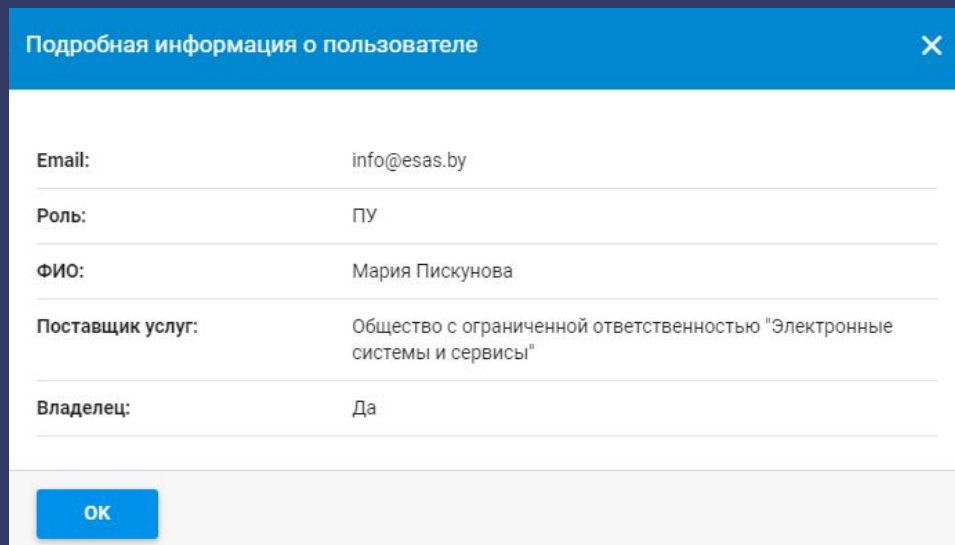 Подробная информация о пользователе
Email: info@esas.by
Роль: ПУ
ФИО: Мария Пискунова
Поставщик услуг: Общество с ограниченной ответственностью "Электронные
системы и сервисы"
Владелец: Да
ОК